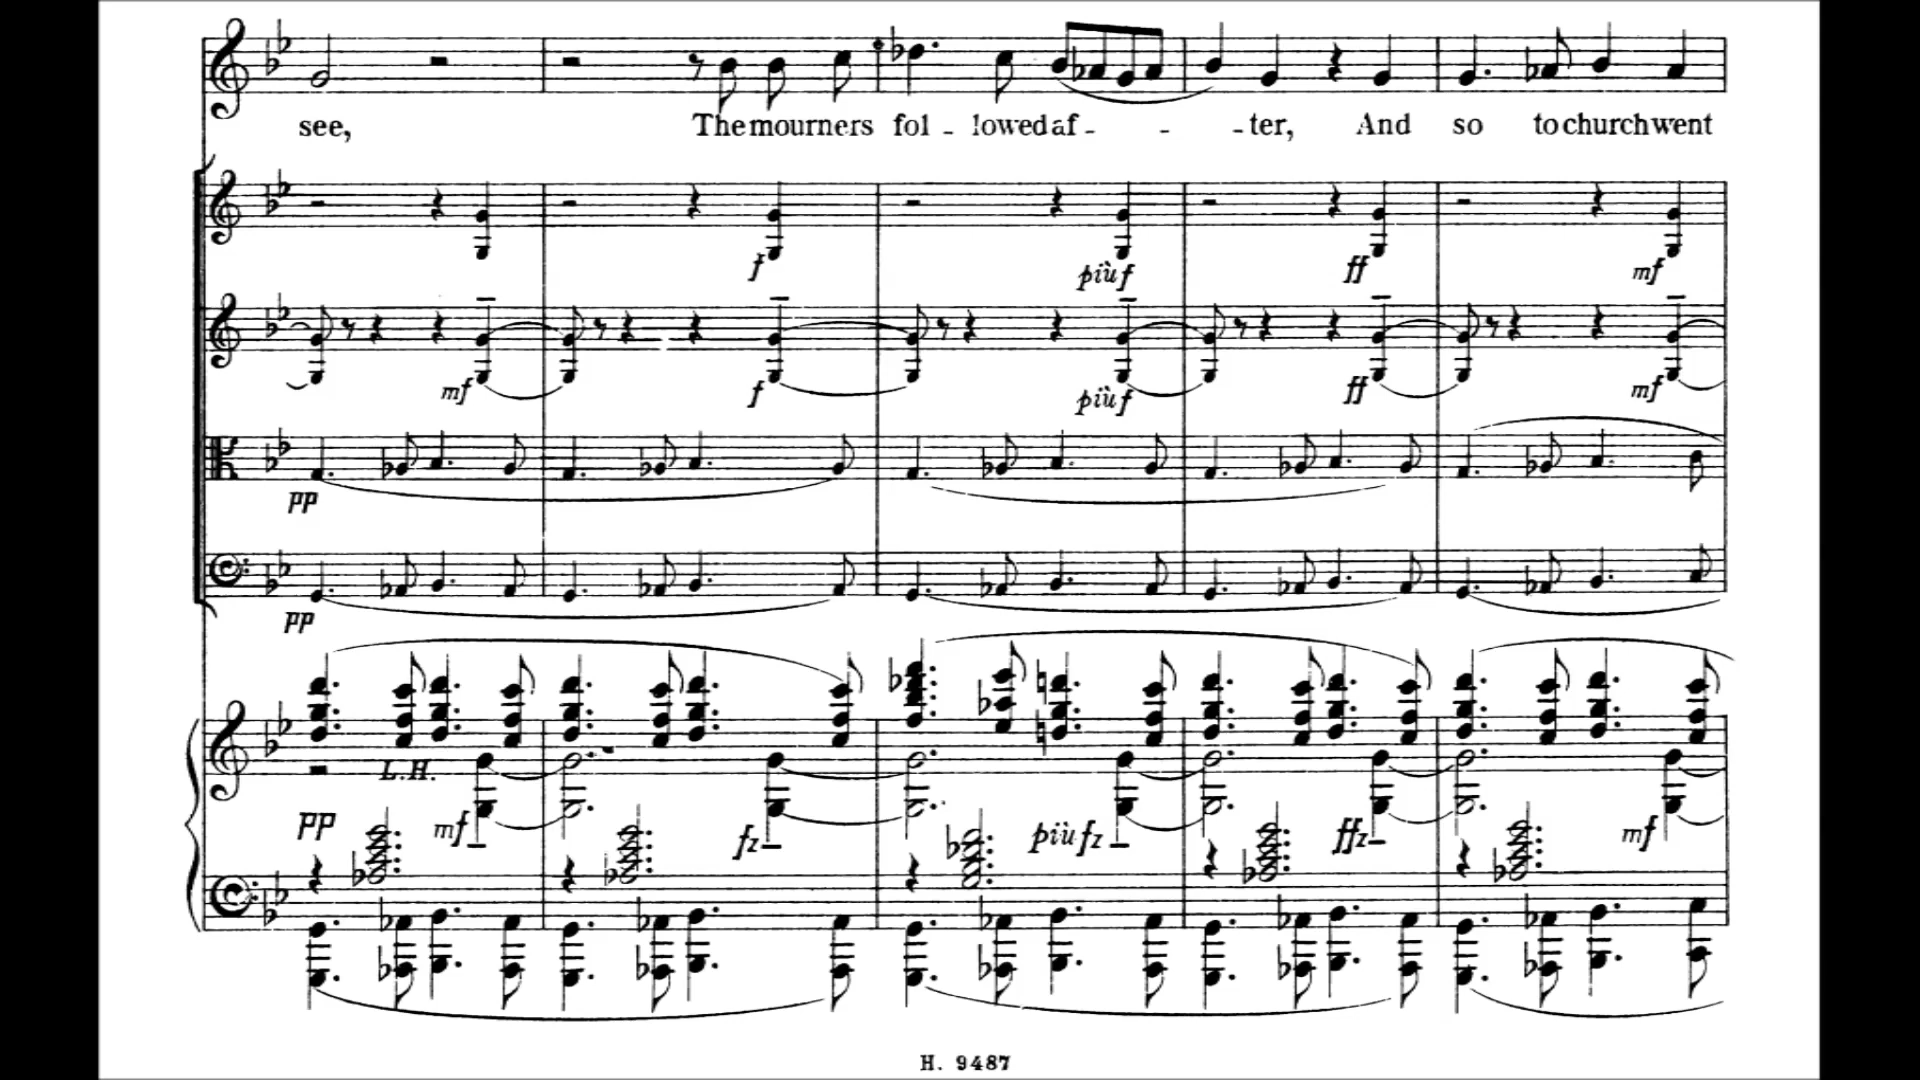 see, The mourners fol - lowed af - - - ter, And so to church went
f più f ff mf
mf f più f ff mf
pp
pp
L.H.
pp mf fz più fz ffz mf
H. 9487